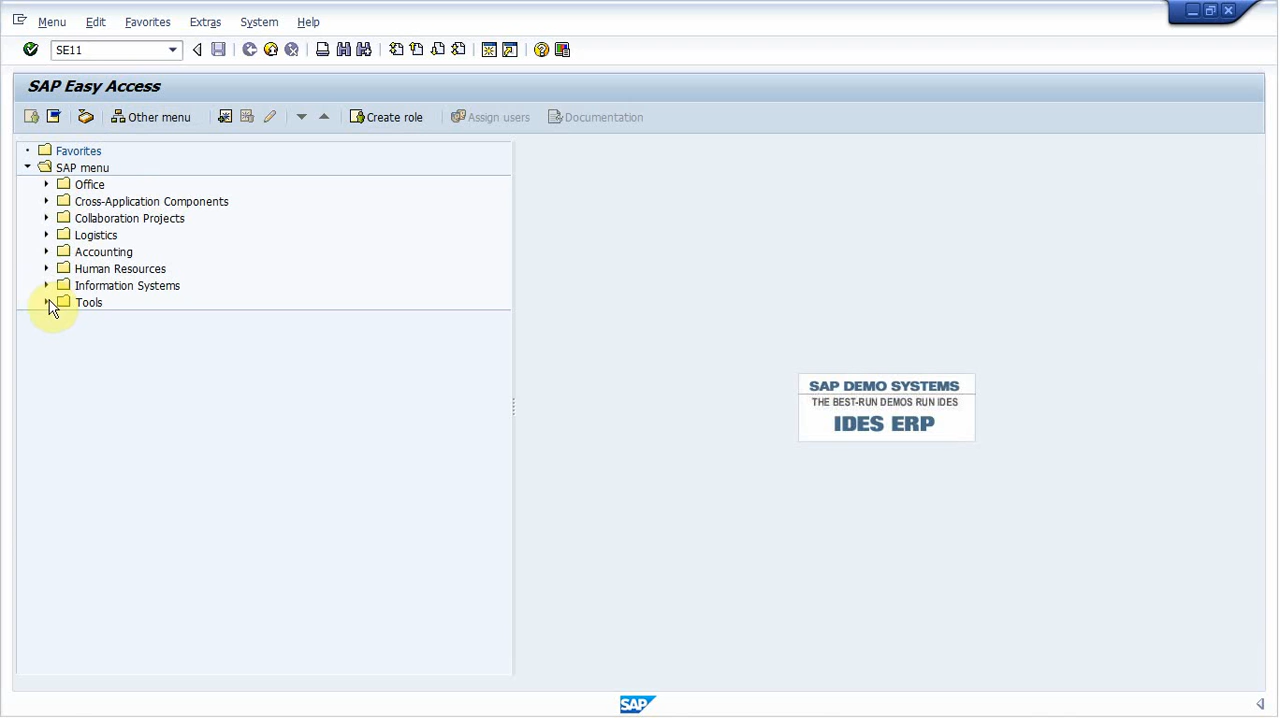 Menu Edit Favorites Extras System Help
SE11
SAP Easy Access
Other menu Create role Assign users Documentation
Favorites
SAP menu
Office
Cross-Application Components
Collaboration Projects
Logistics
Accounting
Human Resources
Information Systems
Tools
SAP DEMO SYSTEMS
THE BEST-RUN DEMOS RUN IDES
IDES ERP
SAP